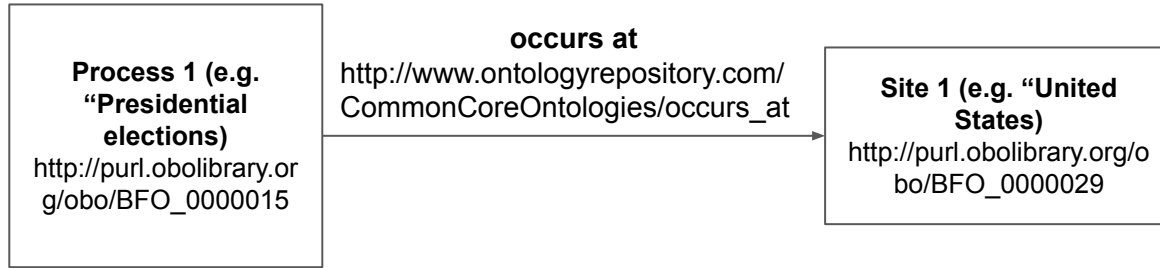 Process 1 (e.g.
“Presidential
elections)
http://purl.obolibrary.or
g/obo/BFO_0000015
occurs at
http://www.ontologyrepository.com/
CommonCoreOntologies/occurs_at
Site 1 (e.g. “United
States)
http://purl.obolibrary.org/o
bo/BFO_0000029